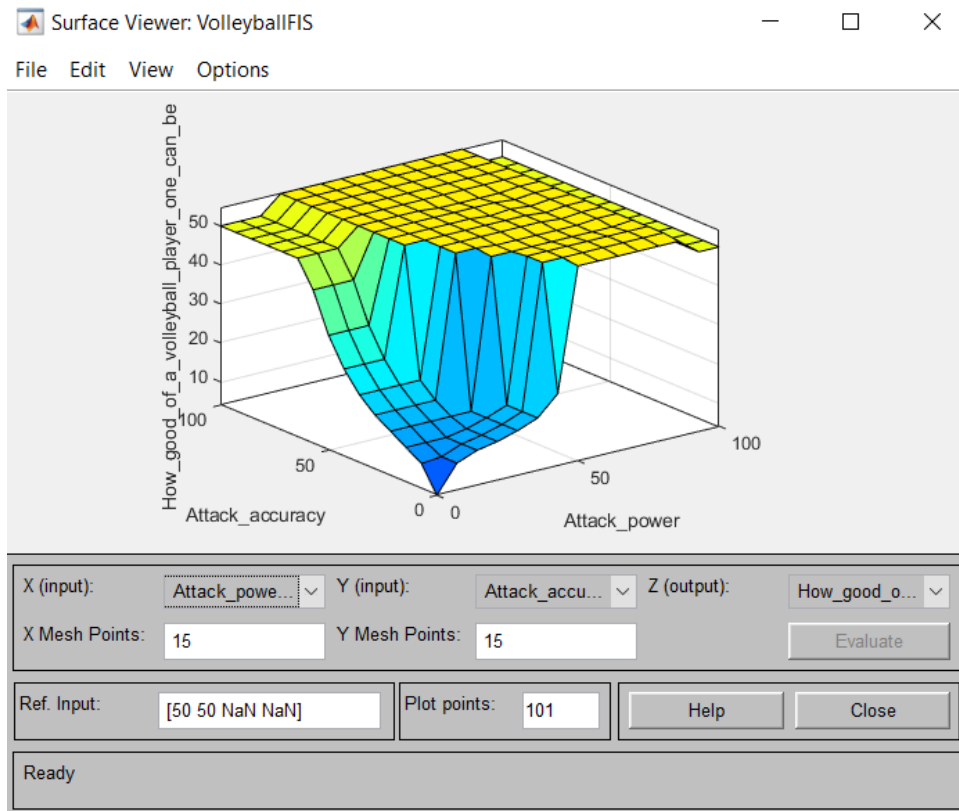 Surface Viewer: VolleyballFIS
File Edit View Options
How_good_of_a_volleyball_player_one_can_be
50
40
30
20
10
100
50
0
0
50
100
Attack_accuracy
Attack_power
X (input): Attack_powe... Y (input): Attack_accu... Z (output): How_good_o...
X Mesh Points: 15 Y Mesh Points: 15 Evaluate
Ref. Input: [50 50 NaN NaN] Plot points: 101 Help Close
Ready